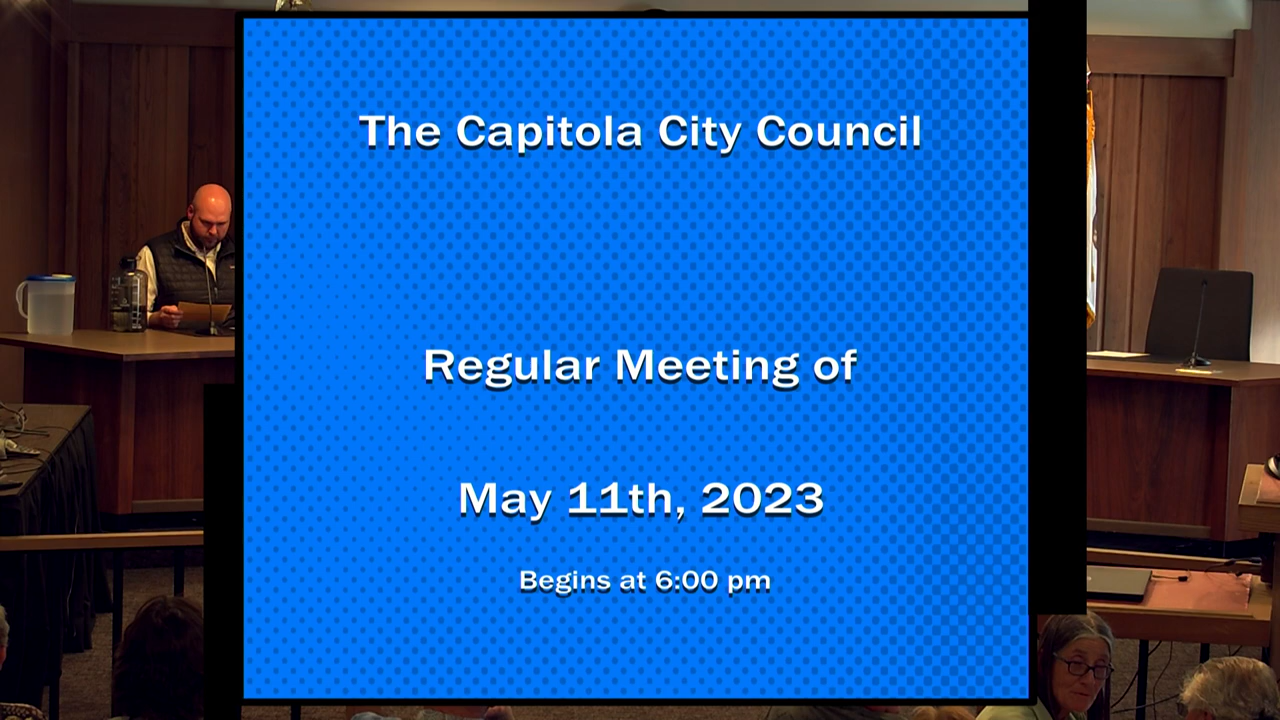 The Capitola City Council
Regular Meeting of
May 11th, 2023
Begins at 6:00 pm